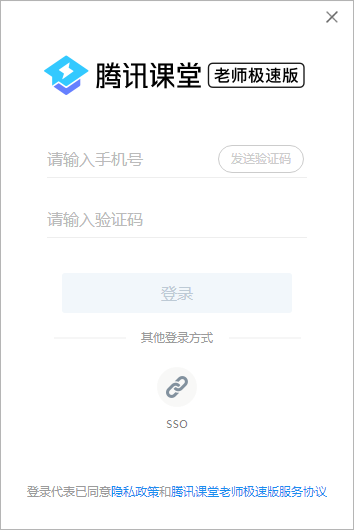 腾讯课堂 老师极速版
请输入手机号 发送验证码
请输入验证码
登录
其他登录方式
SSO
登录代表已同意隐私政策和腾讯课堂老师极速版服务协议